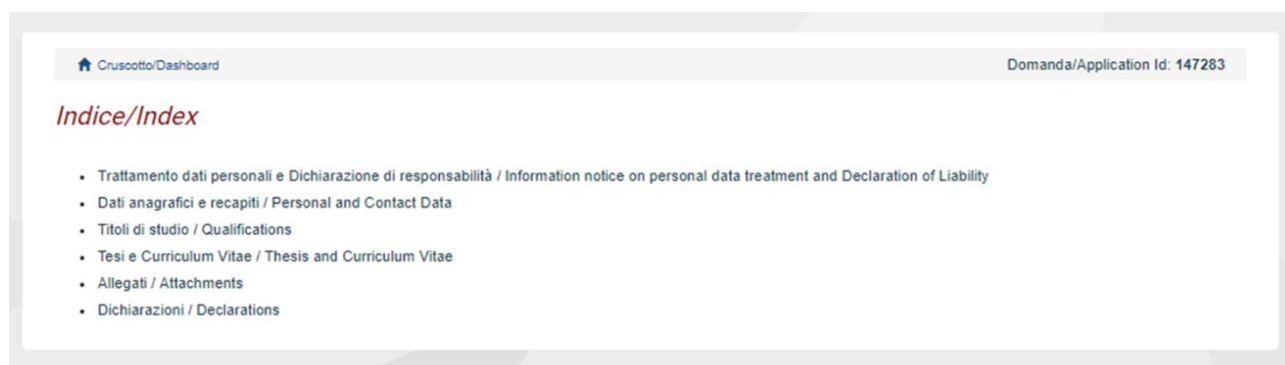 Cruscotto/Dashboard
Domanda/Application Id: 147283
Indice/Index
Trattamento dati personali e Dichiarazione di responsabilità / Information notice on personal data treatment and Declaration of Liability
Dati anagrafici e recapiti / Personal and Contact Data
Titoli di studio / Qualifications
Tesi e Curriculum Vitae / Thesis and Curriculum Vitae
Allegati / Attachments
Dichiarazioni / Declarations